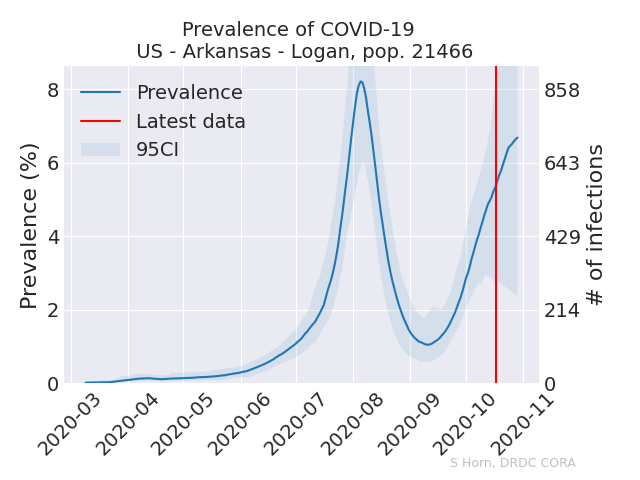 Prevalence of COVID-19
US - Arkansas - Logan, pop. 21466
Prevalence
Latest data
95CI
Prevalence (%)
8
6
4
2
0
858
643
429
214
0
# of infections
2020-03
2020-04
2020-05
2020-06
2020-07
2020-08
2020-09
2020-10
2020-11
S Horn, DRDC CORA